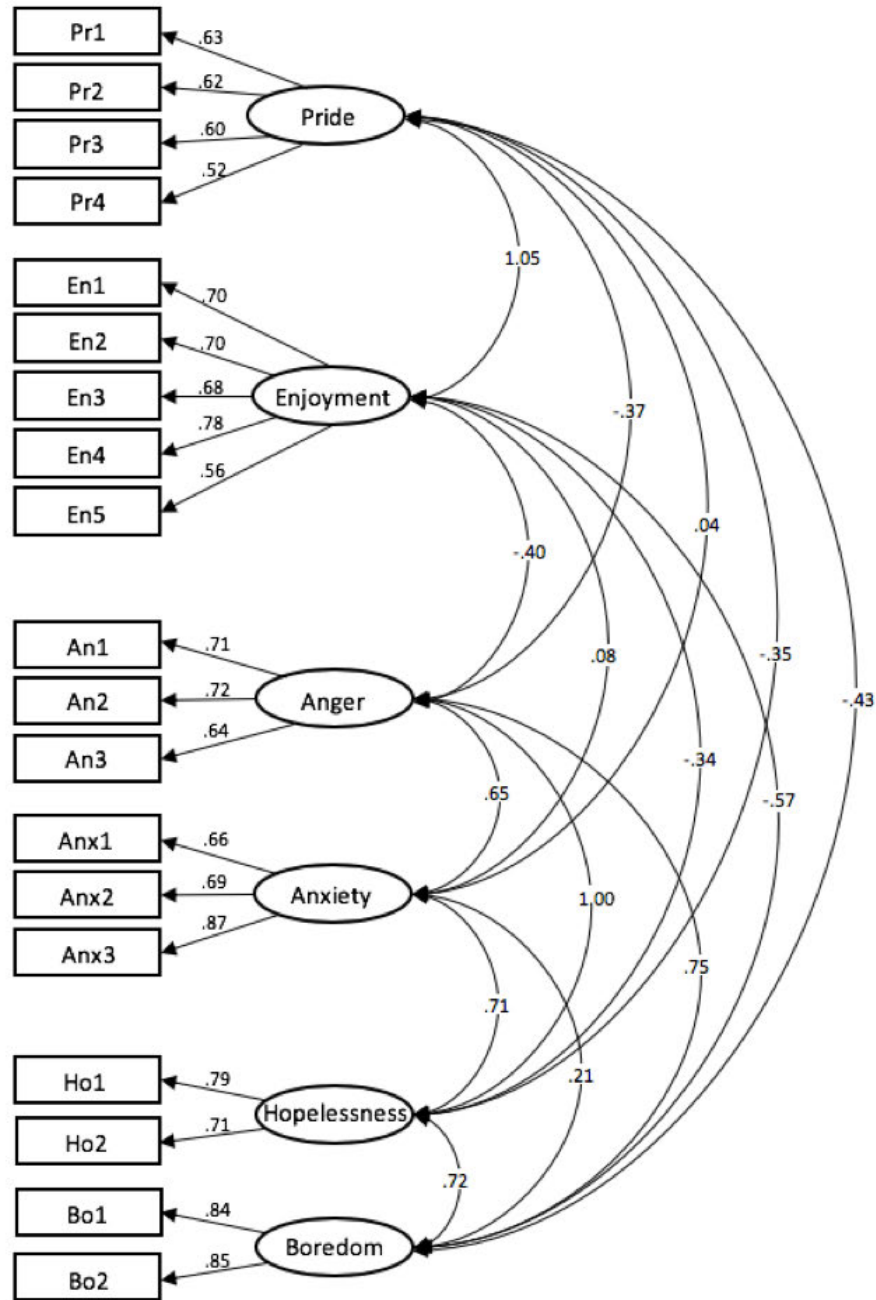 Pr1
.63
Pr2
.62
Pride
Pr3
.60
Pr4
.52
1.05
En1
.70
En2
.70
En3
.68
Enjoyment
En4
.78
En5
.56
-.37
.04
-.40
An1
.71
An2
.72
Anger
An3
.64
.08
-.35
-.43
-.34
-.57
.65
Anx1
.66
Anx2
.69
Anxiety
Anx3
.87
1.00
.75
.71
Ho1
.79
Ho2
.71
Hopelessness
.21
.72
Bo1
.84
Bo2
.85
Boredom